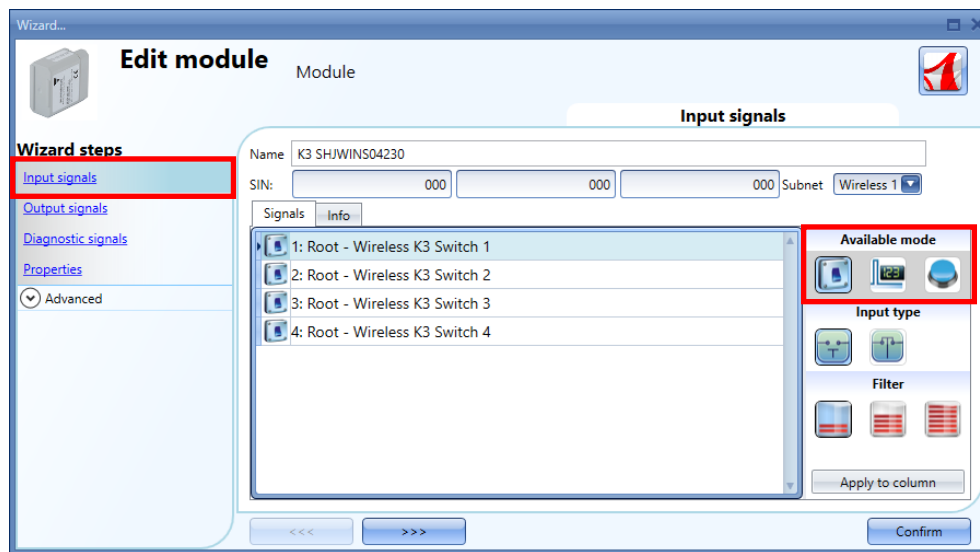 Wizard...
Edit module
Module
Input signals
Wizard steps
Input signals
Output signals
Diagnostic signals
Properties
Advanced
Name K3 SHJWINS04230
SIN: 000 000 000 Subnet Wireless 1
Signals Info
1: Root - Wireless K3 Switch 1
2: Root - Wireless K3 Switch 2
3: Root - Wireless K3 Switch 3
4: Root - Wireless K3 Switch 4
Available mode
123
Input type
Filter
Apply to column
<<< >>> Confirm